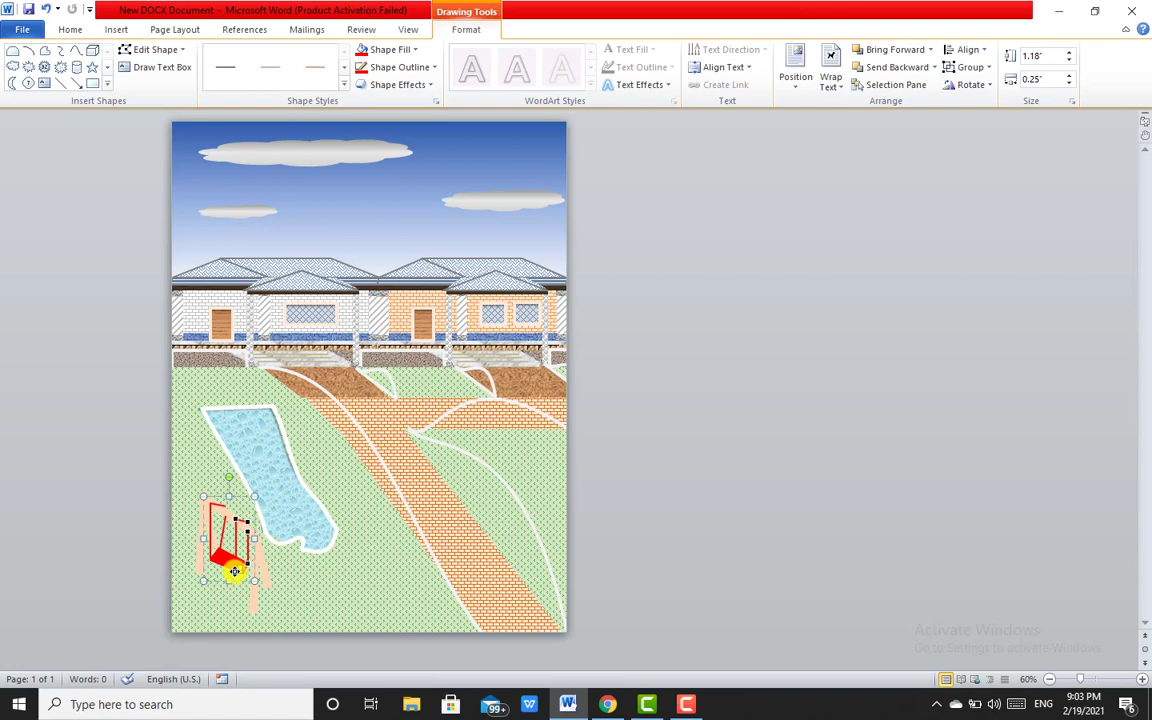 New DOCX Document - Microsoft Word (Product Activation Failed)
Drawing Tools
File Home Insert Page Layout References Mailings Review View Format
Edit Shape
Draw Text Box
Insert Shapes
Shape Fill
Shape Outline
Shape Effects
Shape Styles
A A A
Text Fill
Text Outline
Text Effects
WordArt Styles
Text Direction
Align Text
Create Link
Text
Position
Wrap Text
Bring Forward
Send Backward
Selection Pane
Align
Group
Rotate
Arrange
1.18"
0.25"
Size
Activate Windows
Go to Settings to activate Windows.
Page: 1 of 1 Words: 0 English (U.S.) 60%
Type here to search
99+
ENG
9:03 PM
2/19/2021
6